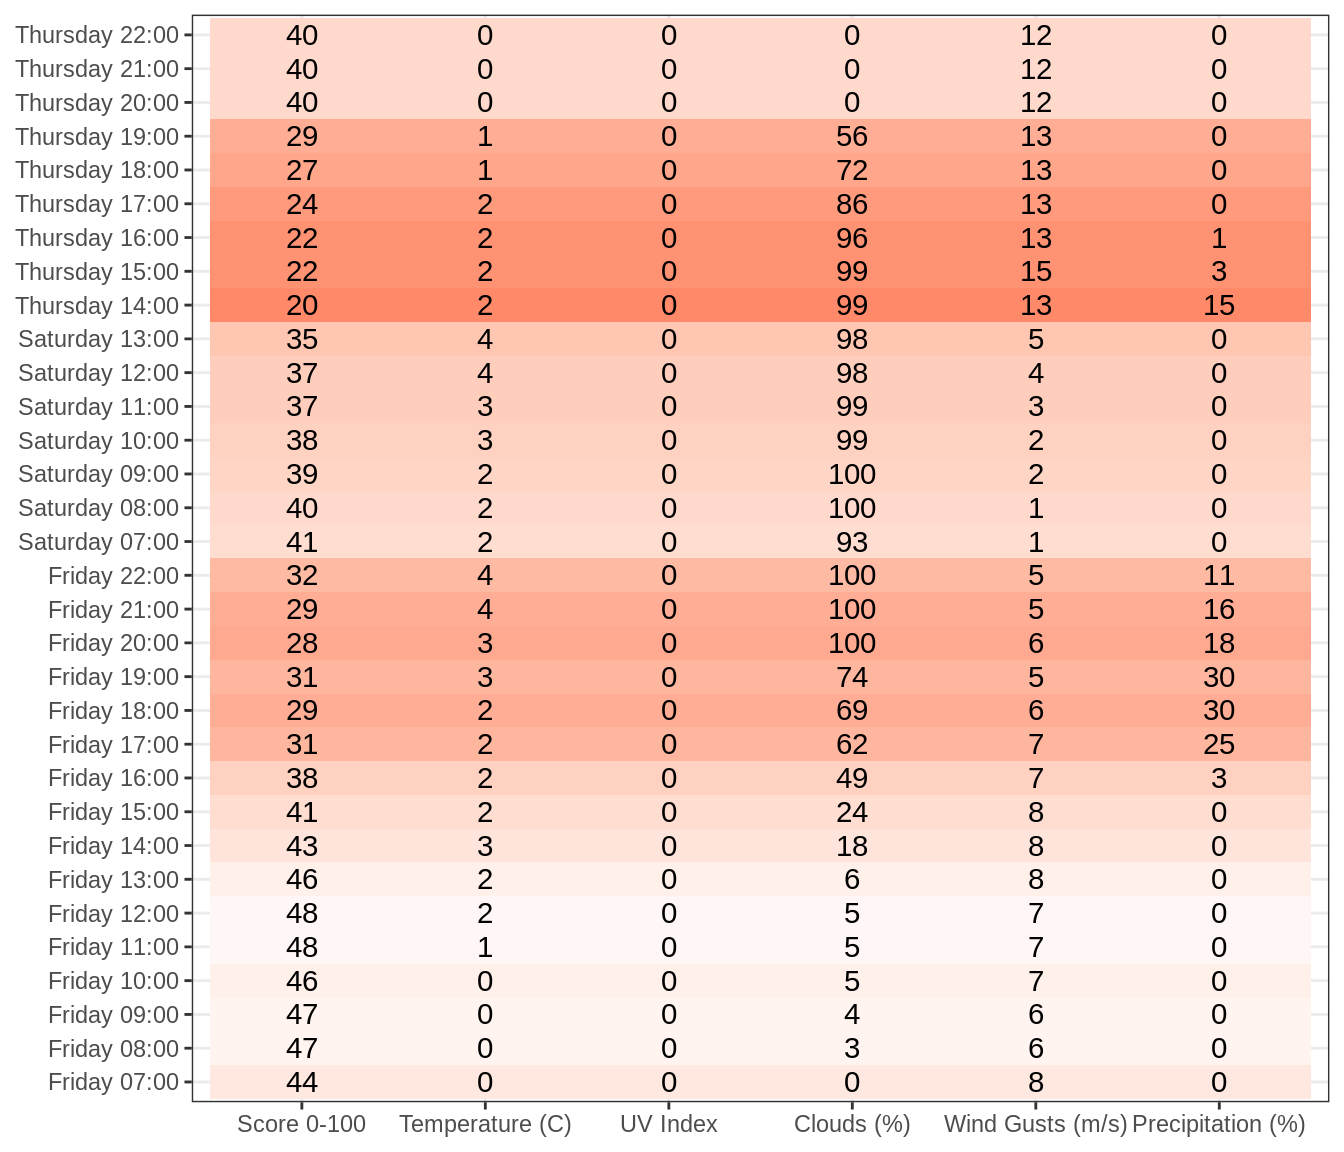 Thursday 22:00 40 0 0 0 12 0
Thursday 21:00 40 0 0 0 12 0
Thursday 20:00 40 0 0 0 12 0
Thursday 19:00 29 1 0 56 13 0
Thursday 18:00 27 1 0 72 13 0
Thursday 17:00 24 2 0 86 13 0
Thursday 16:00 22 2 0 96 13 1
Thursday 15:00 22 2 0 99 15 3
Thursday 14:00 20 2 0 99 13 15
Saturday 13:00 35 4 0 98 5 0
Saturday 12:00 37 4 0 98 4 0
Saturday 11:00 37 3 0 99 3 0
Saturday 10:00 38 3 0 99 2 0
Saturday 09:00 39 2 0 100 2 0
Saturday 08:00 40 2 0 100 1 0
Saturday 07:00 41 2 0 93 1 0
Friday 22:00 32 4 0 100 5 11
Friday 21:00 29 4 0 100 5 16
Friday 20:00 28 3 0 100 6 18
Friday 19:00 31 3 0 74 5 30
Friday 18:00 29 2 0 69 6 30
Friday 17:00 31 2 0 62 7 25
Friday 16:00 38 2 0 49 7 3
Friday 15:00 41 2 0 24 8 0
Friday 14:00 43 3 0 18 8 0
Friday 13:00 46 2 0 6 8 0
Friday 12:00 48 2 0 5 7 0
Friday 11:00 48 1 0 5 7 0
Friday 10:00 46 0 0 5 7 0
Friday 09:00 47 0 0 4 6 0
Friday 08:00 47 0 0 3 6 0
Friday 07:00 44 0 0 0 8 0
Score 0-100 Temperature (C) UV Index Clouds (%) Wind Gusts (m/s) Precipitation (%)